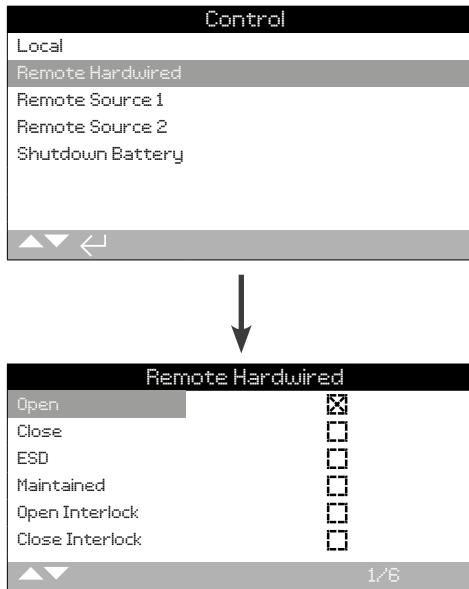 Control
Local
Remote Hardwired
Remote Source 1
Remote Source 2
Shutdown Battery
Remote Hardwired
Open
Close
ESD
Maintained
Open Interlock
Close Interlock
1/6